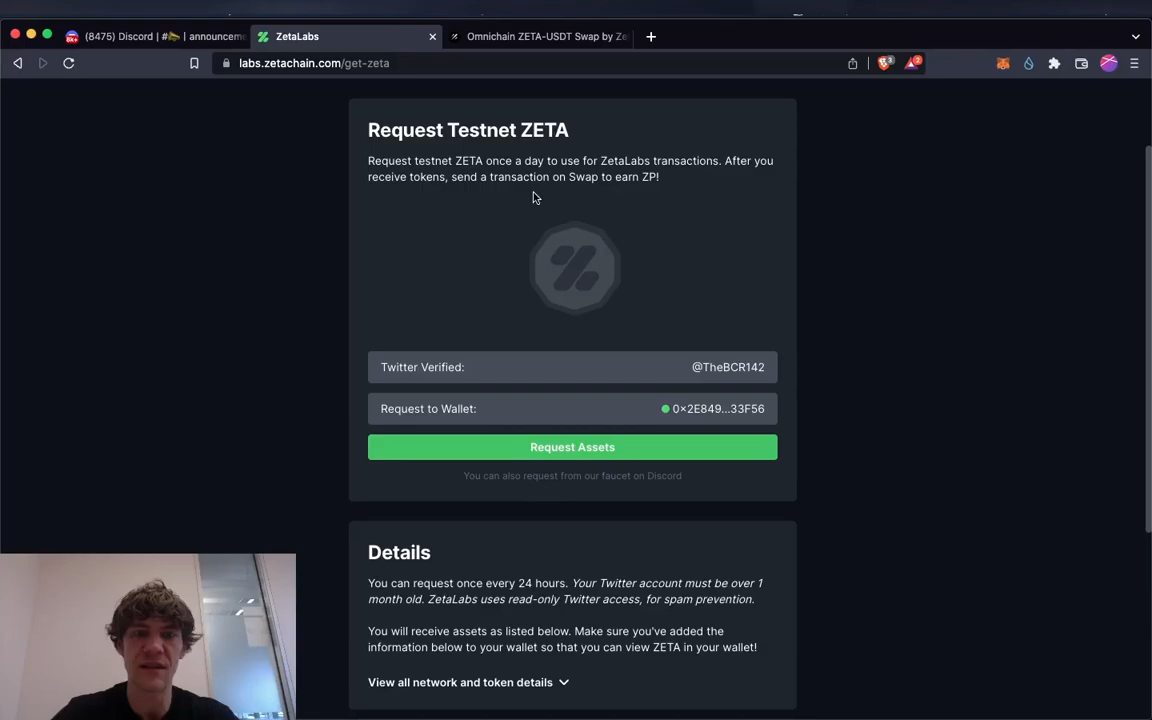 (8475) Discord | # | announcem
ZetaLabs
Omnichain ZETA-USDT Swap by Ze
labs.zetachain.com/get-zeta
3
2
Request Testnet ZETA
Request testnet ZETA once a day to use for ZetaLabs transactions. After you
receive tokens, send a transaction on Swap to earn ZP!
Twitter Verified:
@TheBCR142
Request to Wallet:
0×2E849...33F56
Request Assets
You can also request from our faucet on Discord
Details
You can request once every 24 hours. Your Twitter account must be over 1
month old. ZetaLabs uses read-only Twitter access, for spam prevention.
You will receive assets as listed below. Make sure you've added the
information below to your wallet so that you can view ZETA in your wallet!
View all network and token details